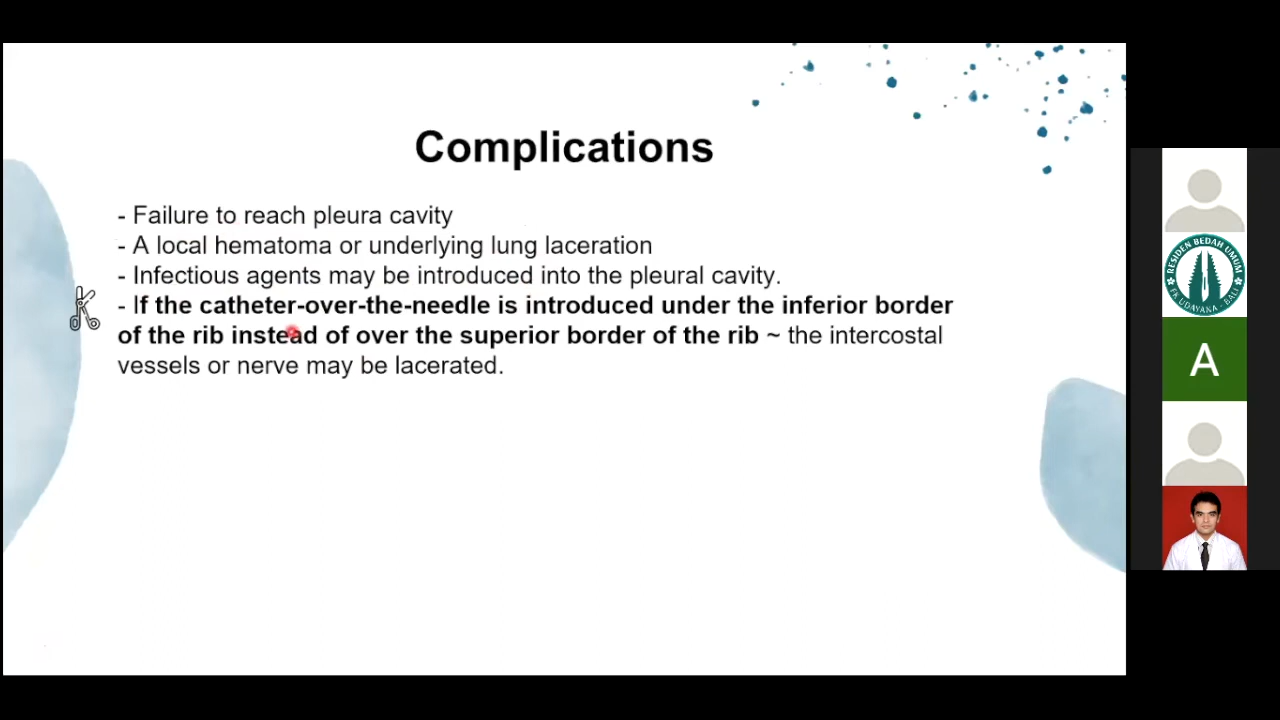 Complications
- Failure to reach pleura cavity
- A local hematoma or underlying lung laceration
- Infectious agents may be introduced into the pleural cavity.
- If the catheter-over-the-needle is introduced under the inferior border
of the rib instead of over the superior border of the rib ~ the intercostal
vessels or nerve may be lacerated.
RESIDEN BEDAH UMUM
FK UDAYANA - BALI
A